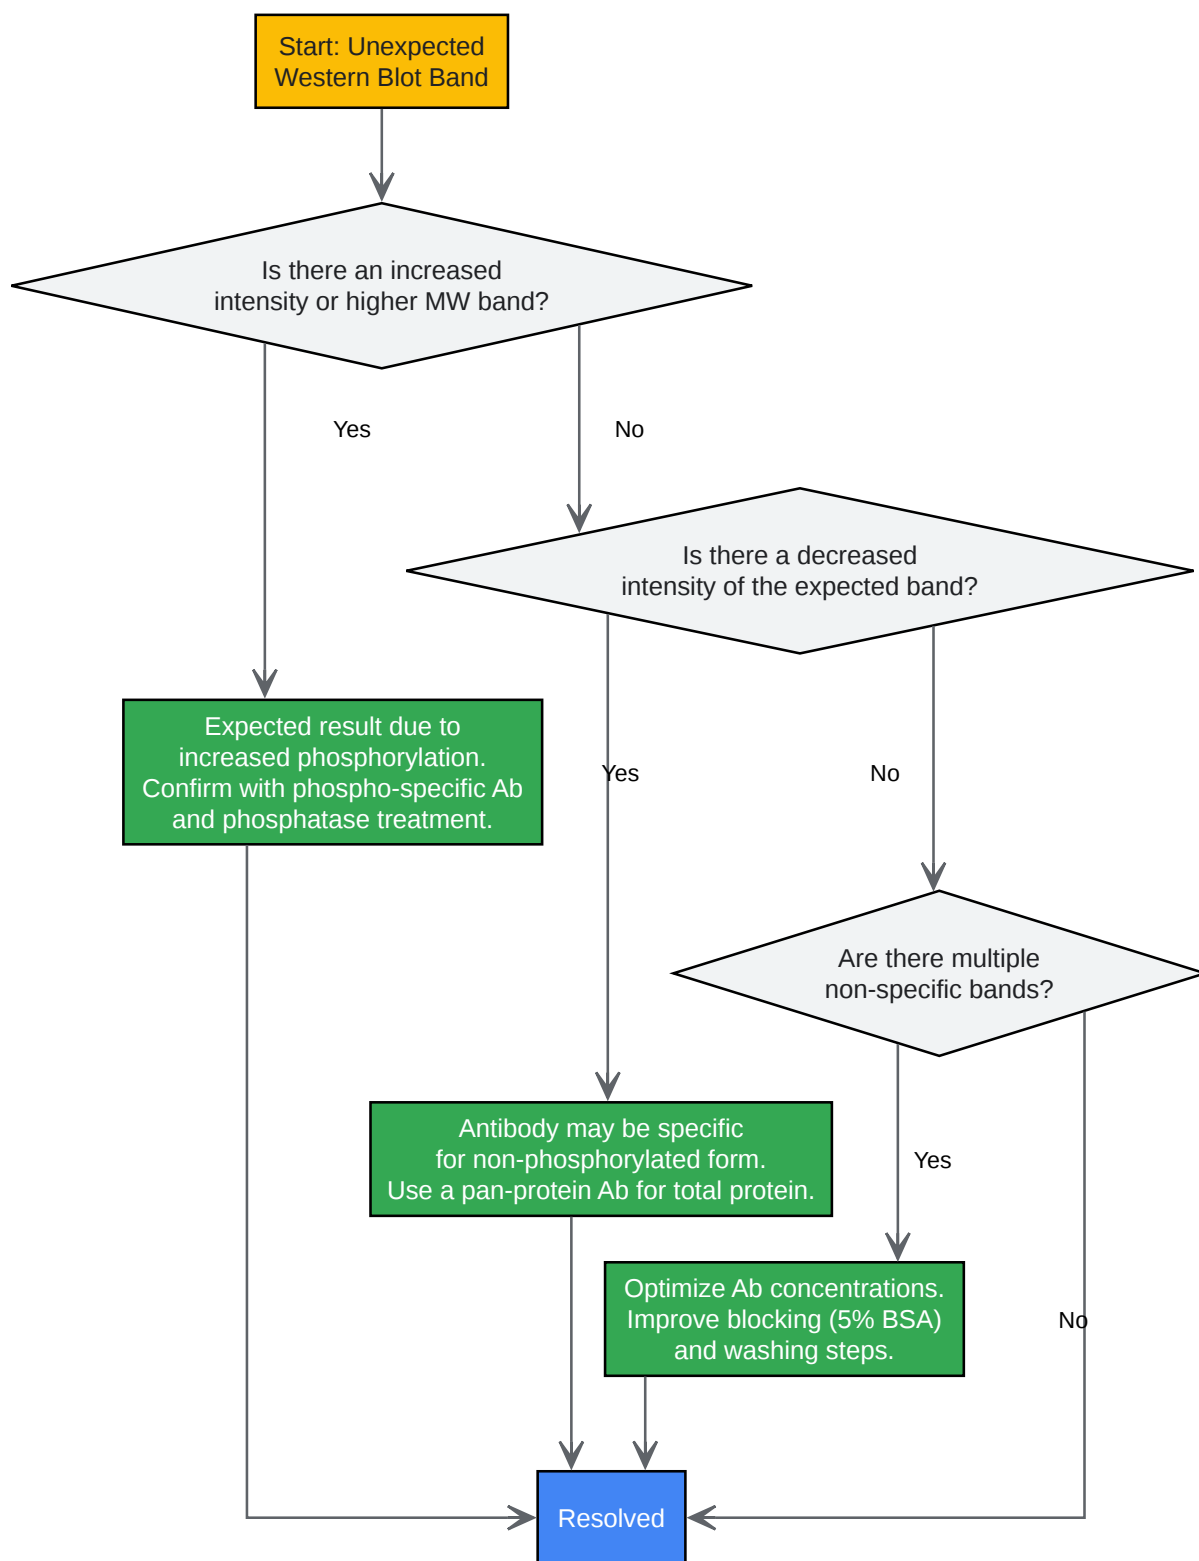 Start: Unexpected
Western Blot Band
Is there an increased
intensity or higher MW band?
Yes
No
Is there a decreased
intensity of the expected band?
Expected result due to
increased phosphorylation.
Confirm with phospho-specific Ab
and phosphatase treatment.
Yes
No
Are there multiple
non-specific bands?
Antibody may be specific
for non-phosphorylated form.
Use a pan-protein Ab for total protein.
Yes
Optimize Ab concentrations.
Improve blocking (5% BSA)
and washing steps.
No
Resolved